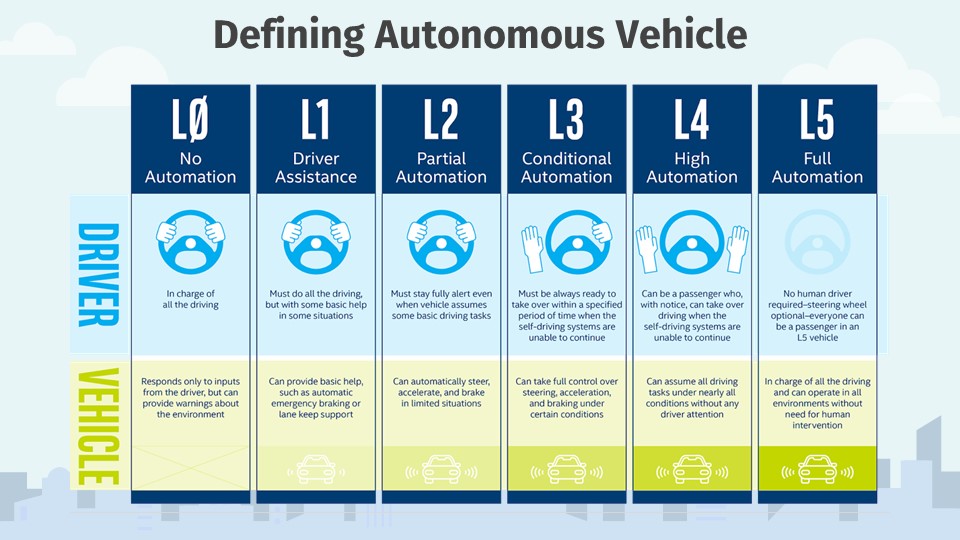 Defining Autonomous Vehicle
LØ
No
Automation
L1
Driver
Assistance
L2
Partial
Automation
L3
Conditional
Automation
L4
High
Automation
L5
Full
Automation
DRIVER
In charge of
all the driving
Must do all the driving,
but with some basic help
in some situations
Must stay fully alert even
when vehicle assumes
some basic driving tasks
Must be always ready to
take over within a specified
period of time when the
self-driving systems are
unable to continue
Can be a passenger who,
with notice, can take over
driving when the
self-driving systems are
unable to continue
No human driver
required–steering wheel
optional–everyone can
be a passenger in an
L5 vehicle
VEHICLE
Responds only to inputs
from the driver, but can
provide warnings about
the environment
Can provide basic help,
such as automatic
emergency braking or
lane keep support
Can automatically steer,
accelerate, and brake
in limited situations
Can take full control over
steering, acceleration,
and braking under
certain conditions
Can assume all driving
tasks under nearly all
conditions without any
driver attention
In charge of all the driving
and can operate in all
environments without
need for human
intervention